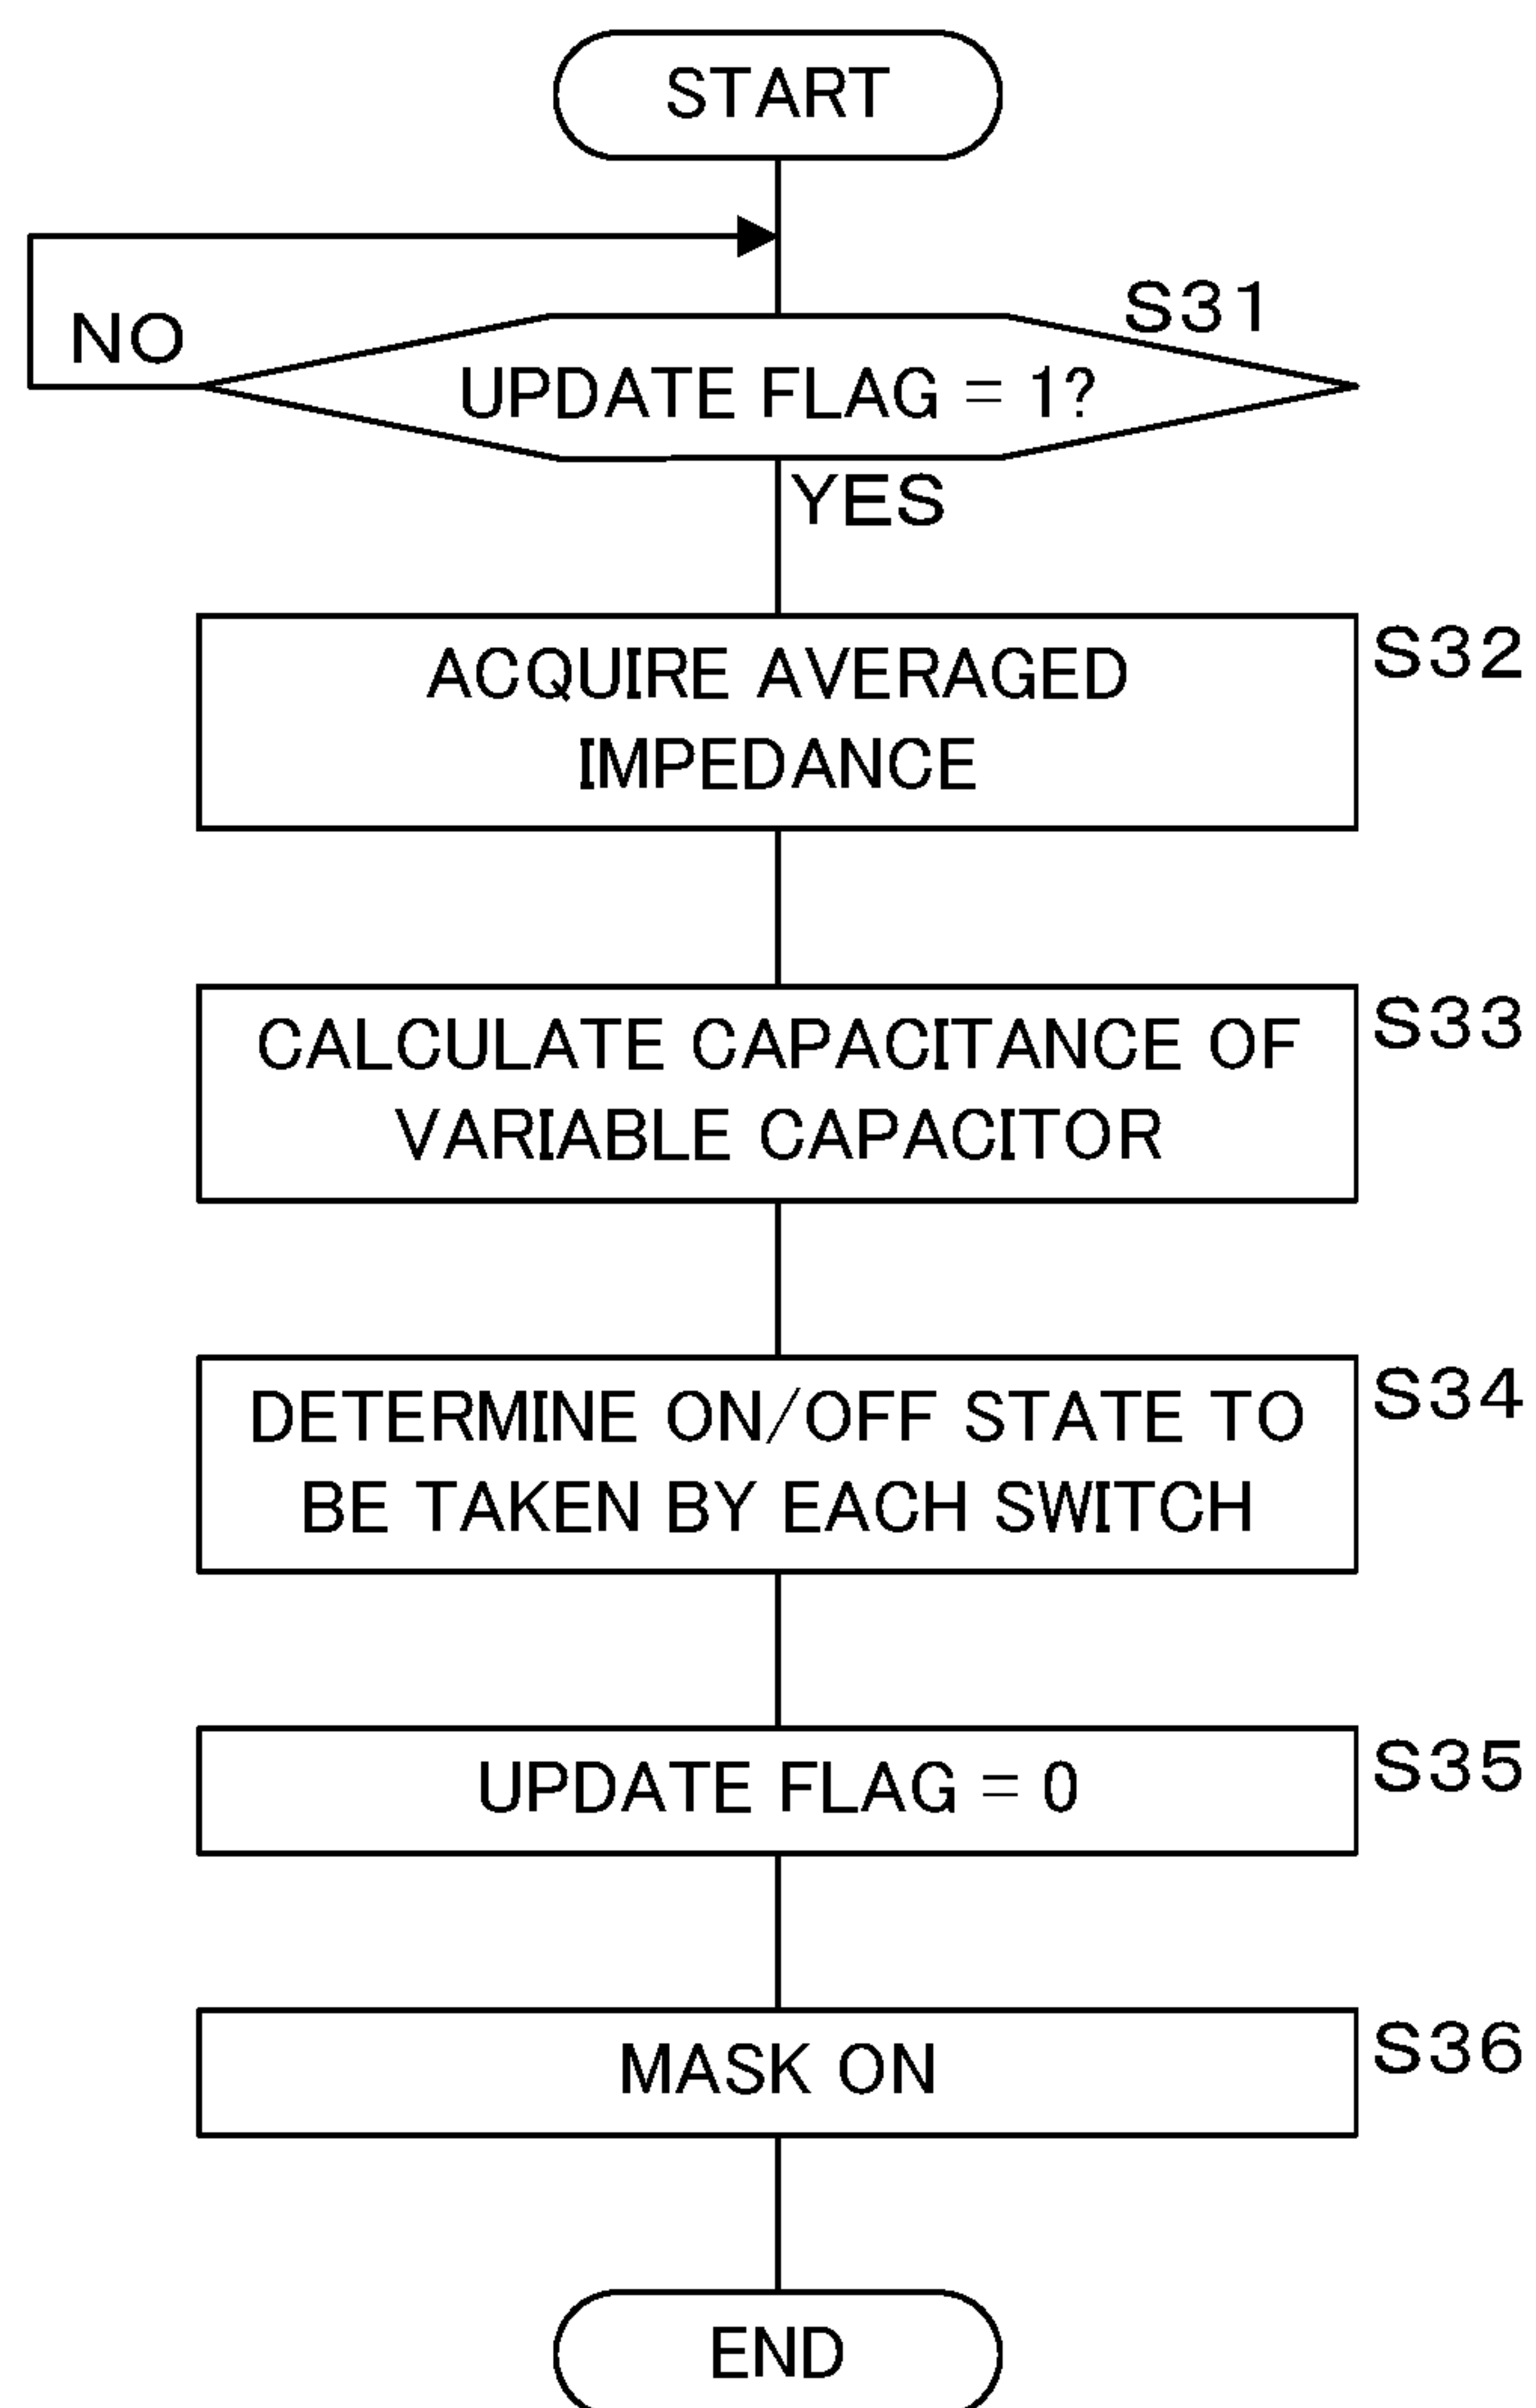 START
S31
NO
UPDATE FLAG = 1?
YES
ACQUIRE AVERAGED
IMPEDANCE
S32
CALCULATE CAPACITANCE OF
VARIABLE CAPACITOR
S33
DETERMINE ON/OFF STATE TO
BE TAKEN BY EACH SWITCH
S34
UPDATE FLAG = 0
S35
MASK ON
S36
END